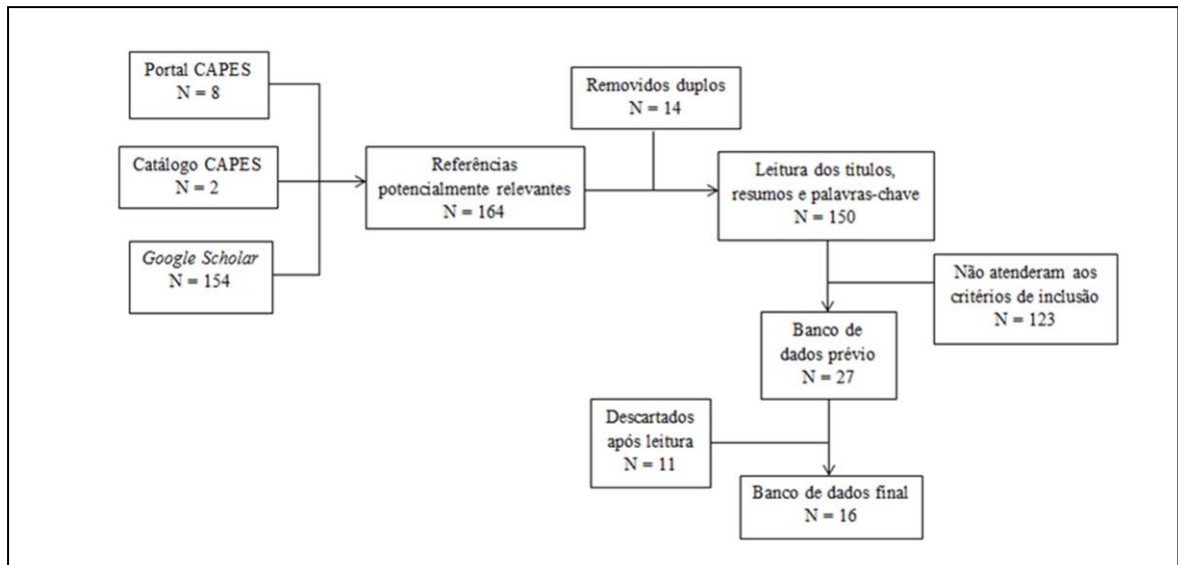 Portal CAPES
N = 8
Catálogo CAPES
N = 2
Google Scholar
N = 154
Referências
potencialmente relevantes
N = 164
Removidos duplos
N = 14
Leitura dos títulos,
resumos e palavras-chave
N = 150
Não atenderam aos
critérios de inclusão
N = 123
Banco de
dados prévio
N = 27
Descartados
após leitura
N = 11
Banco de dados final
N = 16